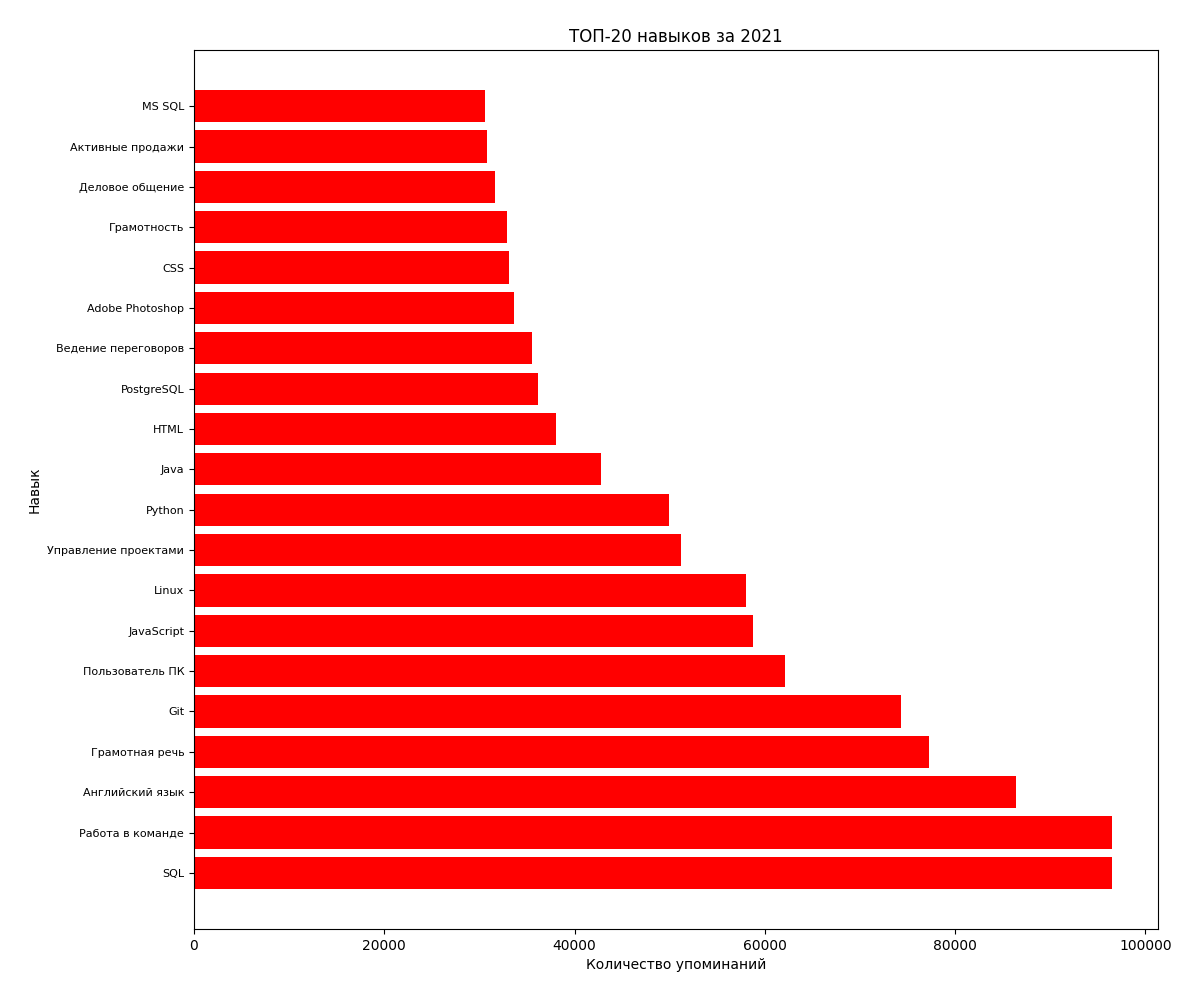 ТОП-20 навыков за 2021
MS SQL
Активные продажи
Деловое общение
Грамотность
CSS
Adobe Photoshop
Ведение переговоров
PostgreSQL
HTML
Java
Python
Управление проектами
Linux
JavaScript
Пользователь ПК
Git
Грамотная речь
Английский язык
Работа в команде
SQL
Навык
0 20000 40000 60000 80000 100000
Количество упоминаний